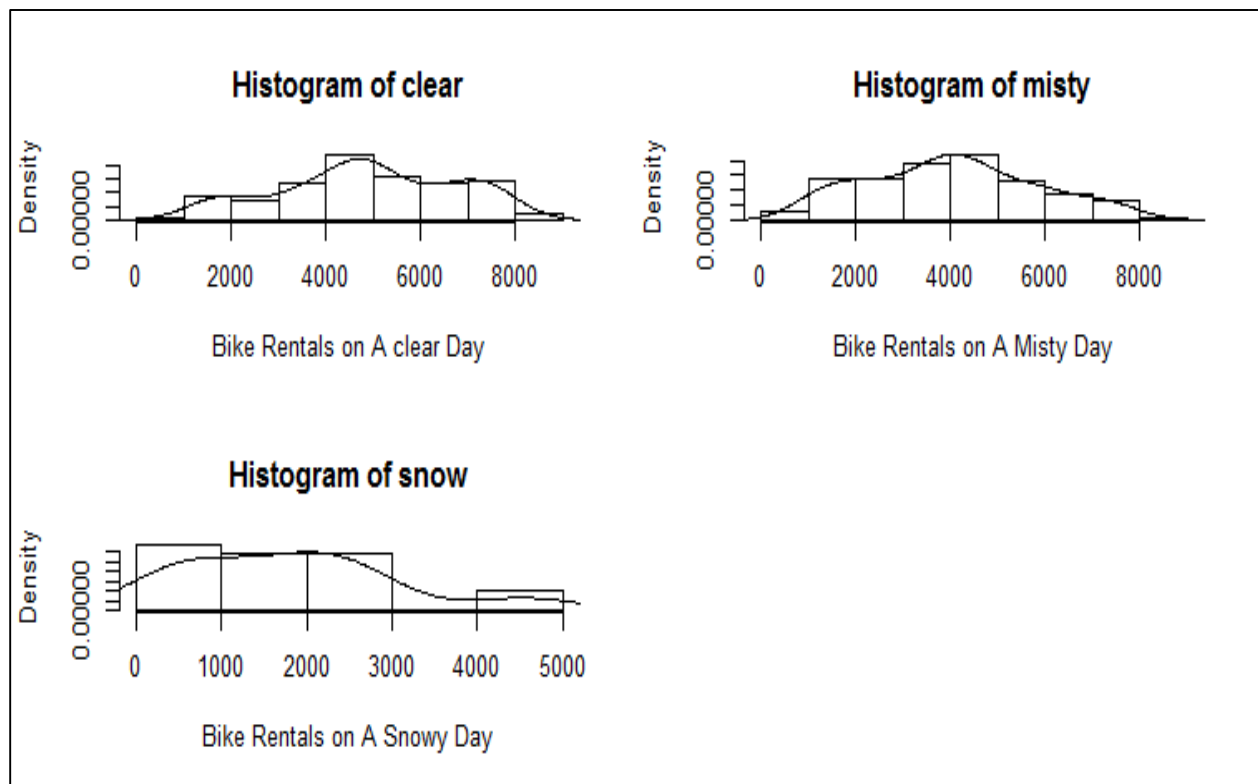 Histogram of clear
Density
0.00000
0 2000 4000 6000 8000
Bike Rentals on A clear Day
Histogram of misty
Density
0.00000
0 2000 4000 6000 8000
Bike Rentals on A Misty Day
Histogram of snow
Density
0.00000
0 1000 2000 3000 4000 5000
Bike Rentals on A Snowy Day